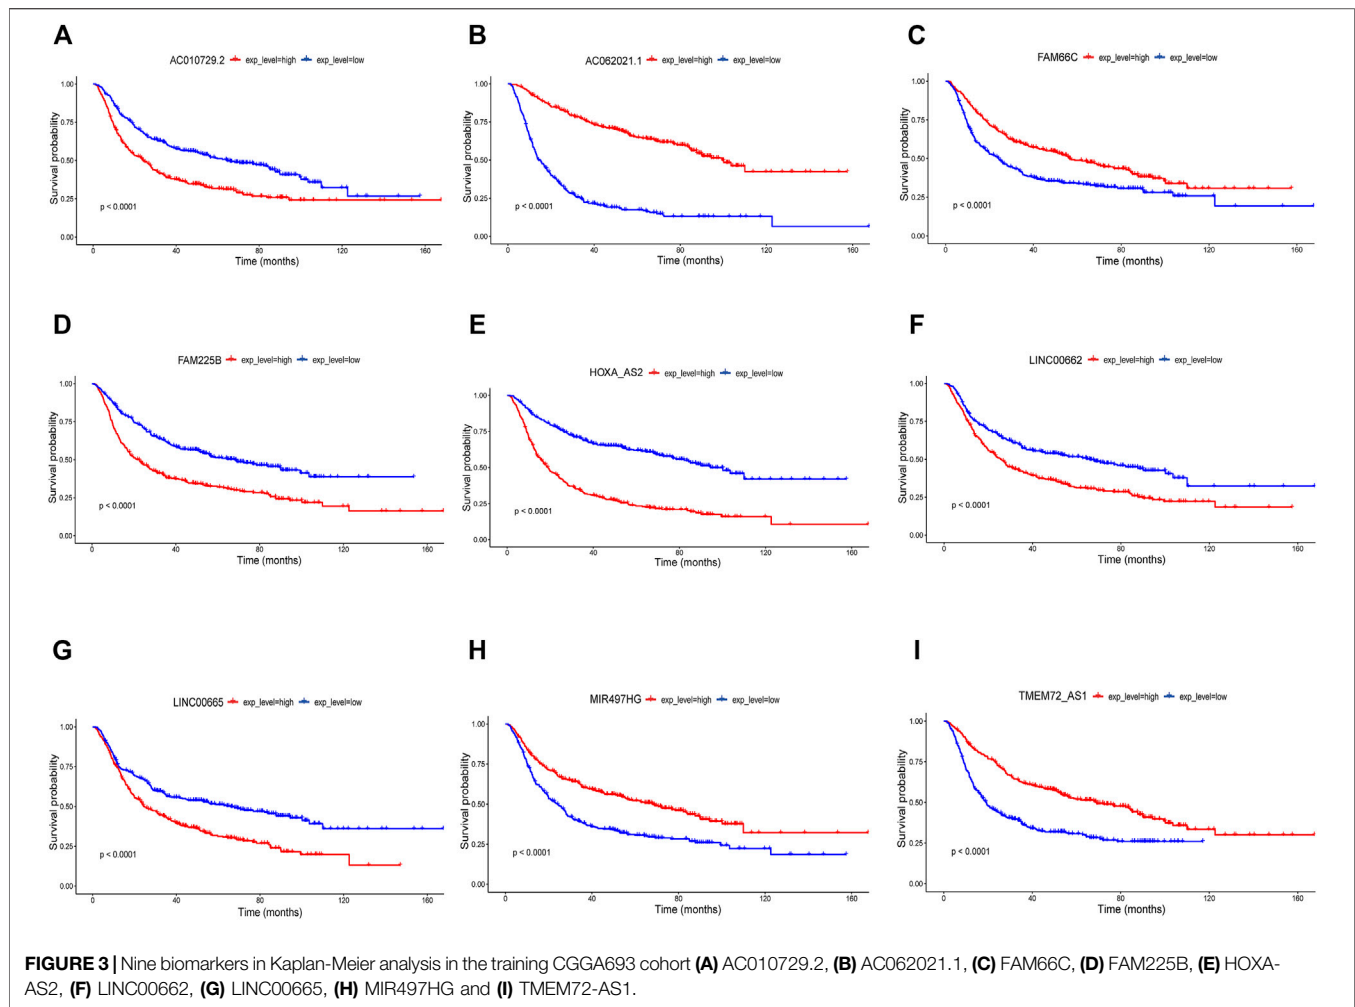 A
AC010729.2 exp_level=high exp_level=low
1.00
0.75
0.50
0.25
0.00
Survival probability
p < 0.0001
0 40 80 120 160
Time (months)
B
AC062021.1 exp_level=high exp_level=low
1.00
0.75
0.50
0.25
0.00
Survival probability
p < 0.0001
0 40 80 120 160
Time (months)
C
FAM66C exp_level=high exp_level=low
1.00
0.75
0.50
0.25
0.00
Survival probability
p < 0.0001
0 40 80 120 160
Time (months)
D
FAM225B exp_level=high exp_level=low
1.00
0.75
0.50
0.25
0.00
Survival probability
p < 0.0001
0 40 80 120 160
Time (months)
E
HOXA_AS2 exp_level=high exp_level=low
1.00
0.75
0.50
0.25
0.00
Survival probability
p < 0.0001
0 40 80 120 160
Time (months)
F
LINC00662 exp_level=high exp_level=low
1.00
0.75
0.50
0.25
0.00
Survival probability
p < 0.0001
0 40 80 120 160
Time (months)
G
LINC00665 exp_level=high exp_level=low
1.00
0.75
0.50
0.25
0.00
Survival probability
p < 0.0001
0 40 80 120 160
Time (months)
H
MIR497HG exp_level=high exp_level=low
1.00
0.75
0.50
0.25
0.00
Survival probability
p < 0.0001
0 40 80 120 160
Time (months)
I
TMEM72_AS1 exp_level=high exp_level=low
1.00
0.75
0.50
0.25
0.00
Survival probability
p < 0.0001
0 40 80 120 160
Time (months)
FIGURE 3 | Nine biomarkers in Kaplan-Meier analysis in the training CGGA693 cohort (A) AC010729.2, (B) AC062021.1, (C) FAM66C, (D) FAM225B, (E) HOXA-
AS2, (F) LINC00662, (G) LINC00665, (H) MIR497HG and (I) TMEM72-AS1.